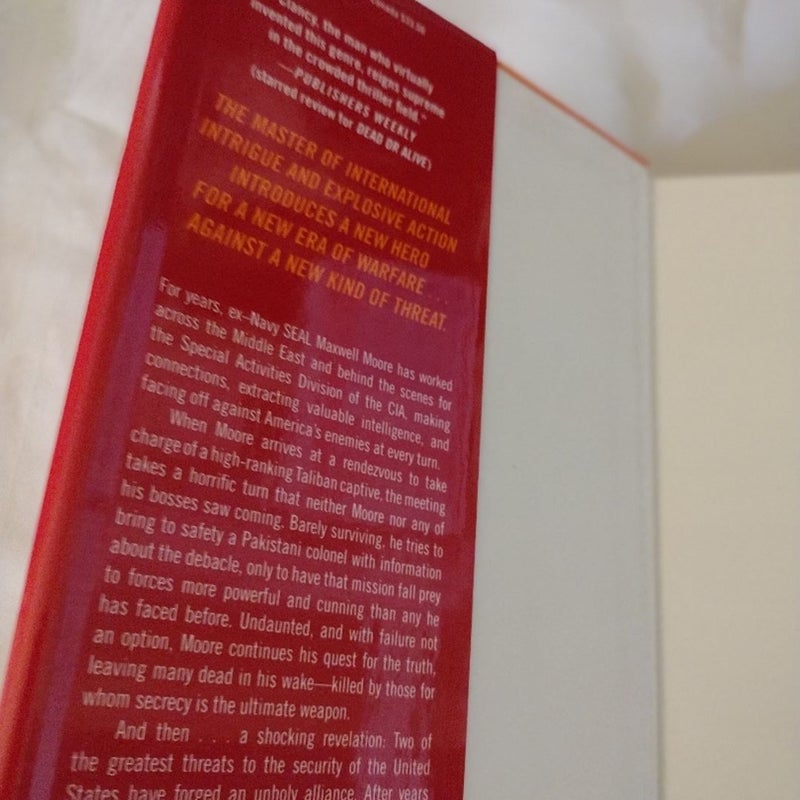 Clancy, the man who virtually
invented this genre, reigns supreme
in the crowded thriller field."
—PUBLISHERS WEEKLY
(starred review for DEAD OR ALIVE)
THE MASTER OF INTERNATIONAL
INTRIGUE AND EXPLOSIVE ACTION
INTRODUCES A NEW HERO
FOR A NEW ERA OF WARFARE . . .
AGAINST A NEW KIND OF THREAT.
For years, ex–Navy SEAL Maxwell Moore has worked
across the Middle East and behind the scenes for
the Special Activities Division of the CIA, making
connections, extracting valuable intelligence, and
facing off against America's enemies at every turn.
When Moore arrives at a rendezvous to take
charge of a high-ranking Taliban captive, the meeting
takes a horrific turn that neither Moore nor any of
his bosses saw coming. Barely surviving, he tries to
bring to safety a Pakistani colonel with information
about the debacle, only to have that mission fall prey
to forces more powerful and cunning than any he
has faced before. Undaunted, and with failure not
an option, Moore continues his quest for the truth,
leaving many dead in his wake—killed by those for
whom secrecy is the ultimate weapon.
And then . . . a shocking revelation: Two of
the greatest threats to the security of the United
States have forged an unholy alliance. After years